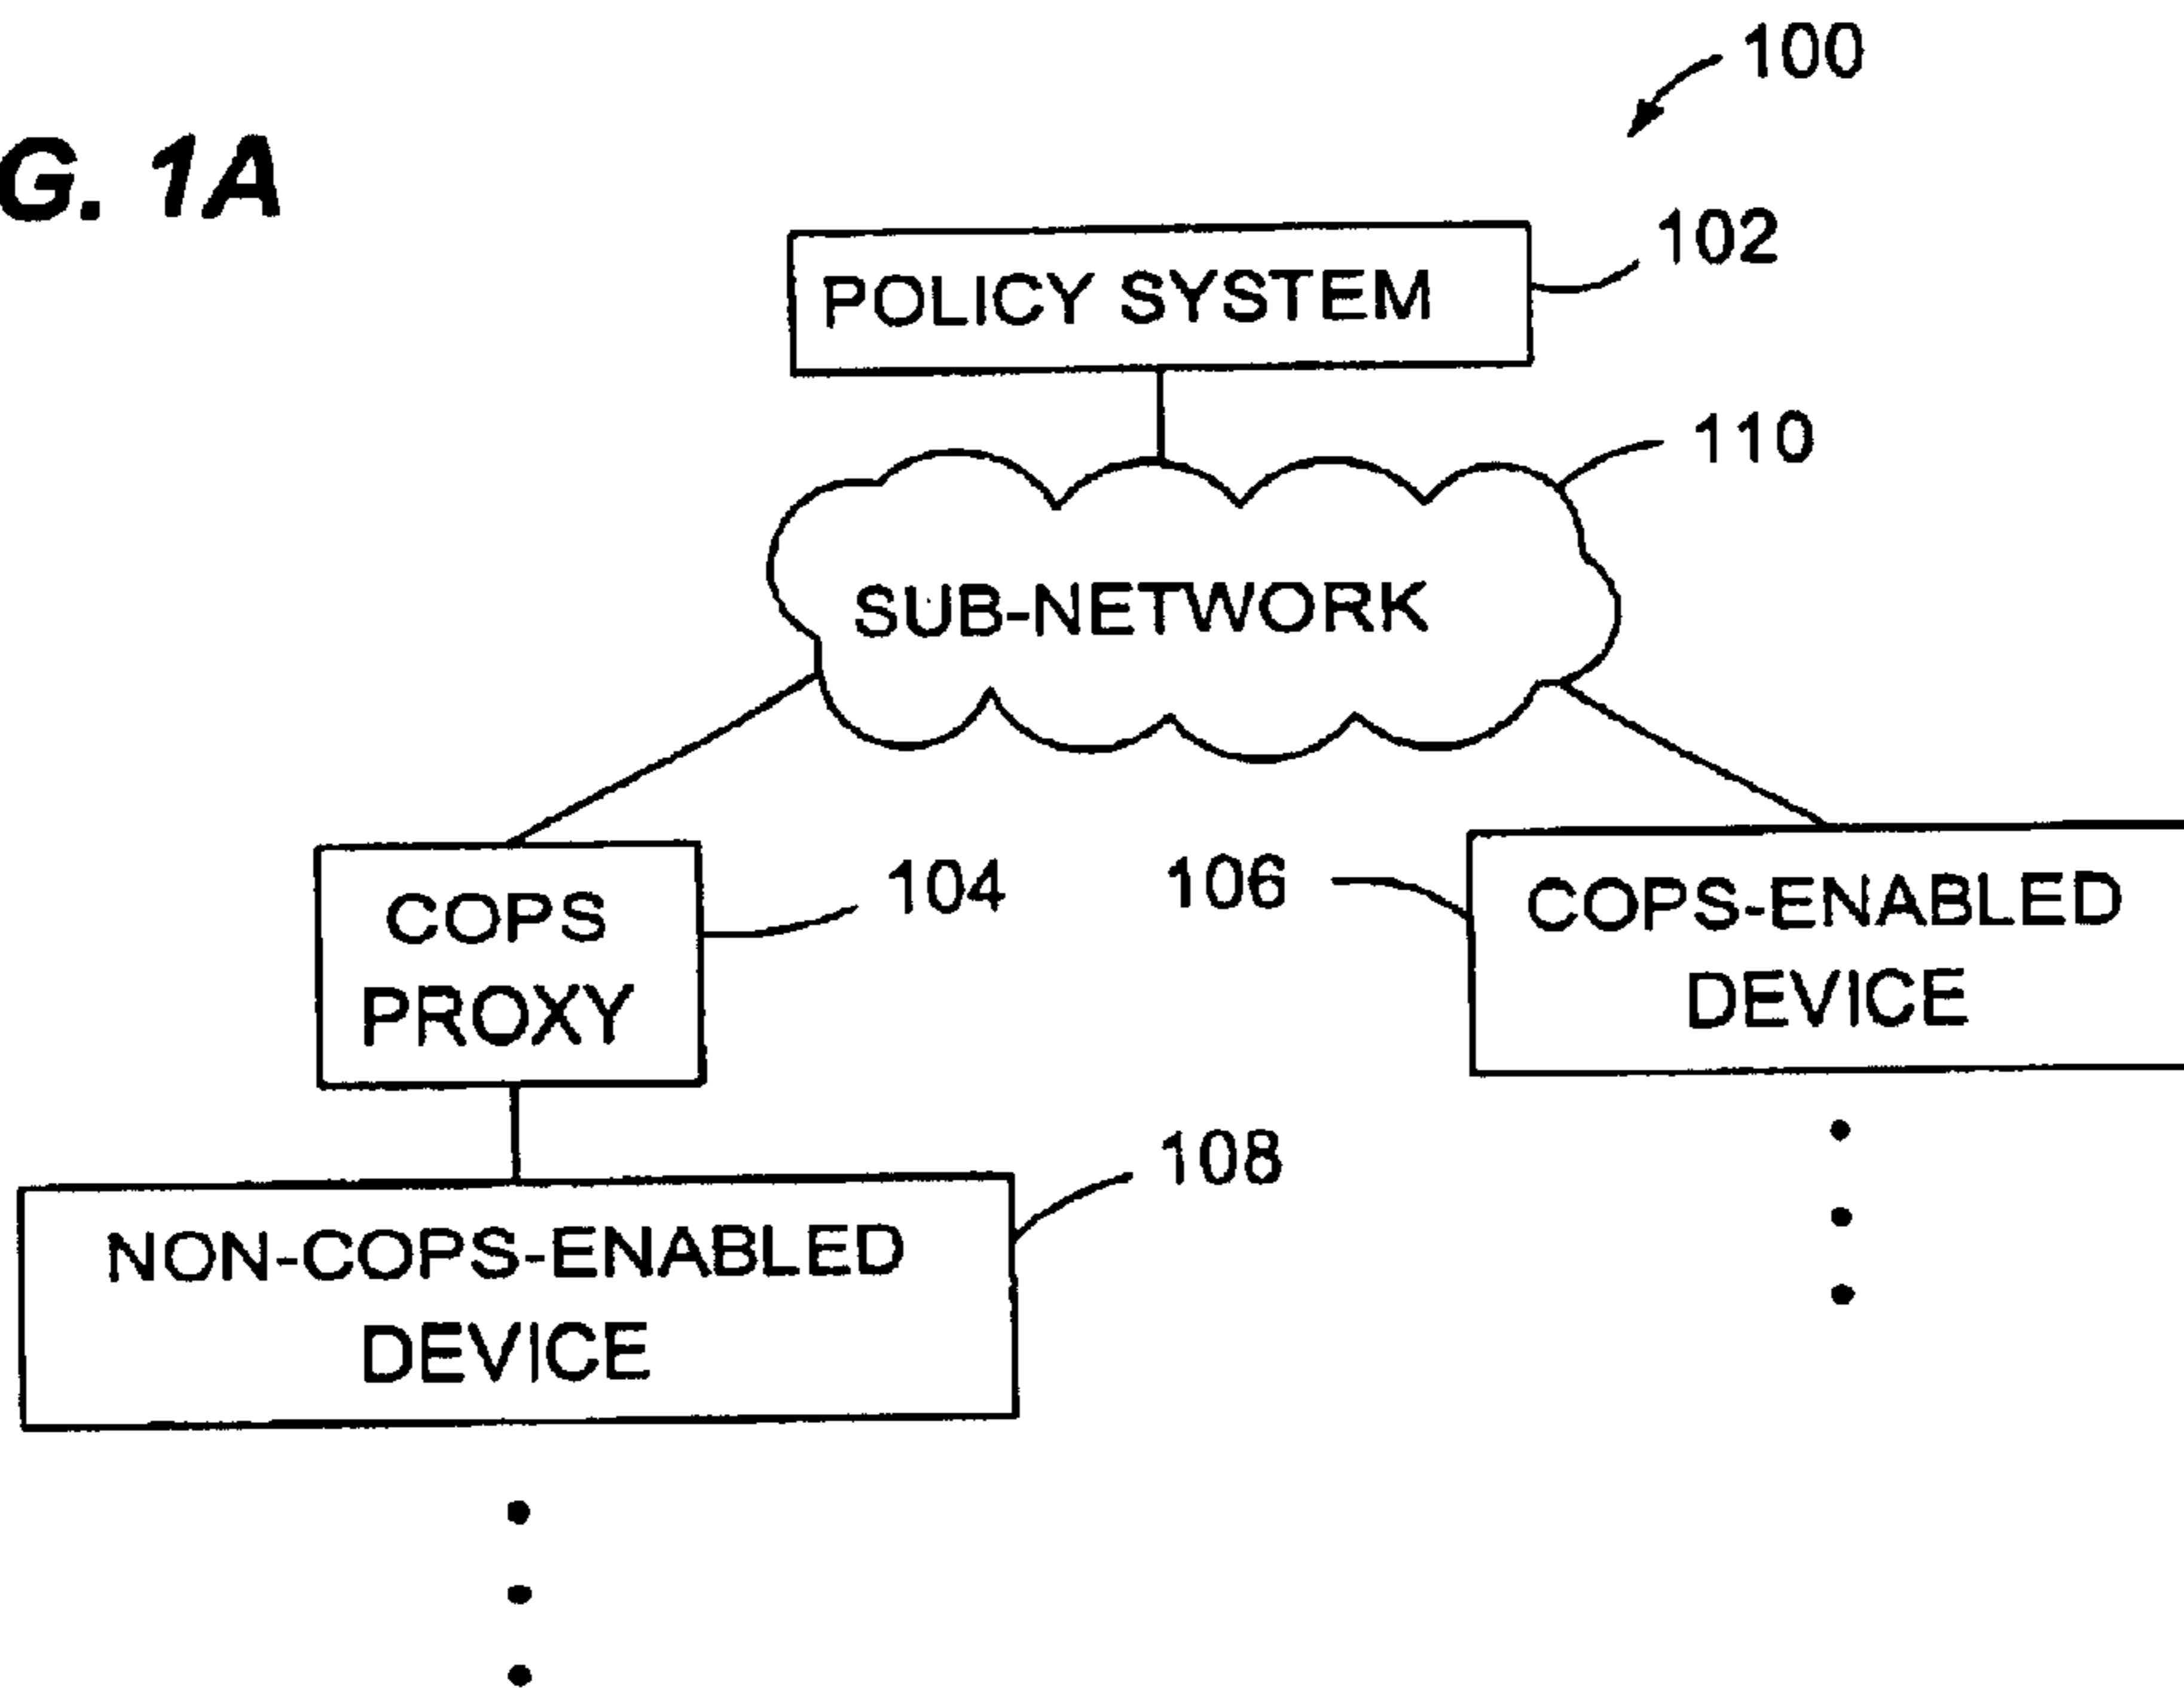 100
G. 1A
102
POLICY SYSTEM
110
SUB-NETWORK
104
106
COPS
PROXY
COPS-ENABLED
DEVICE
108
NON-COPS-ENABLED
DEVICE